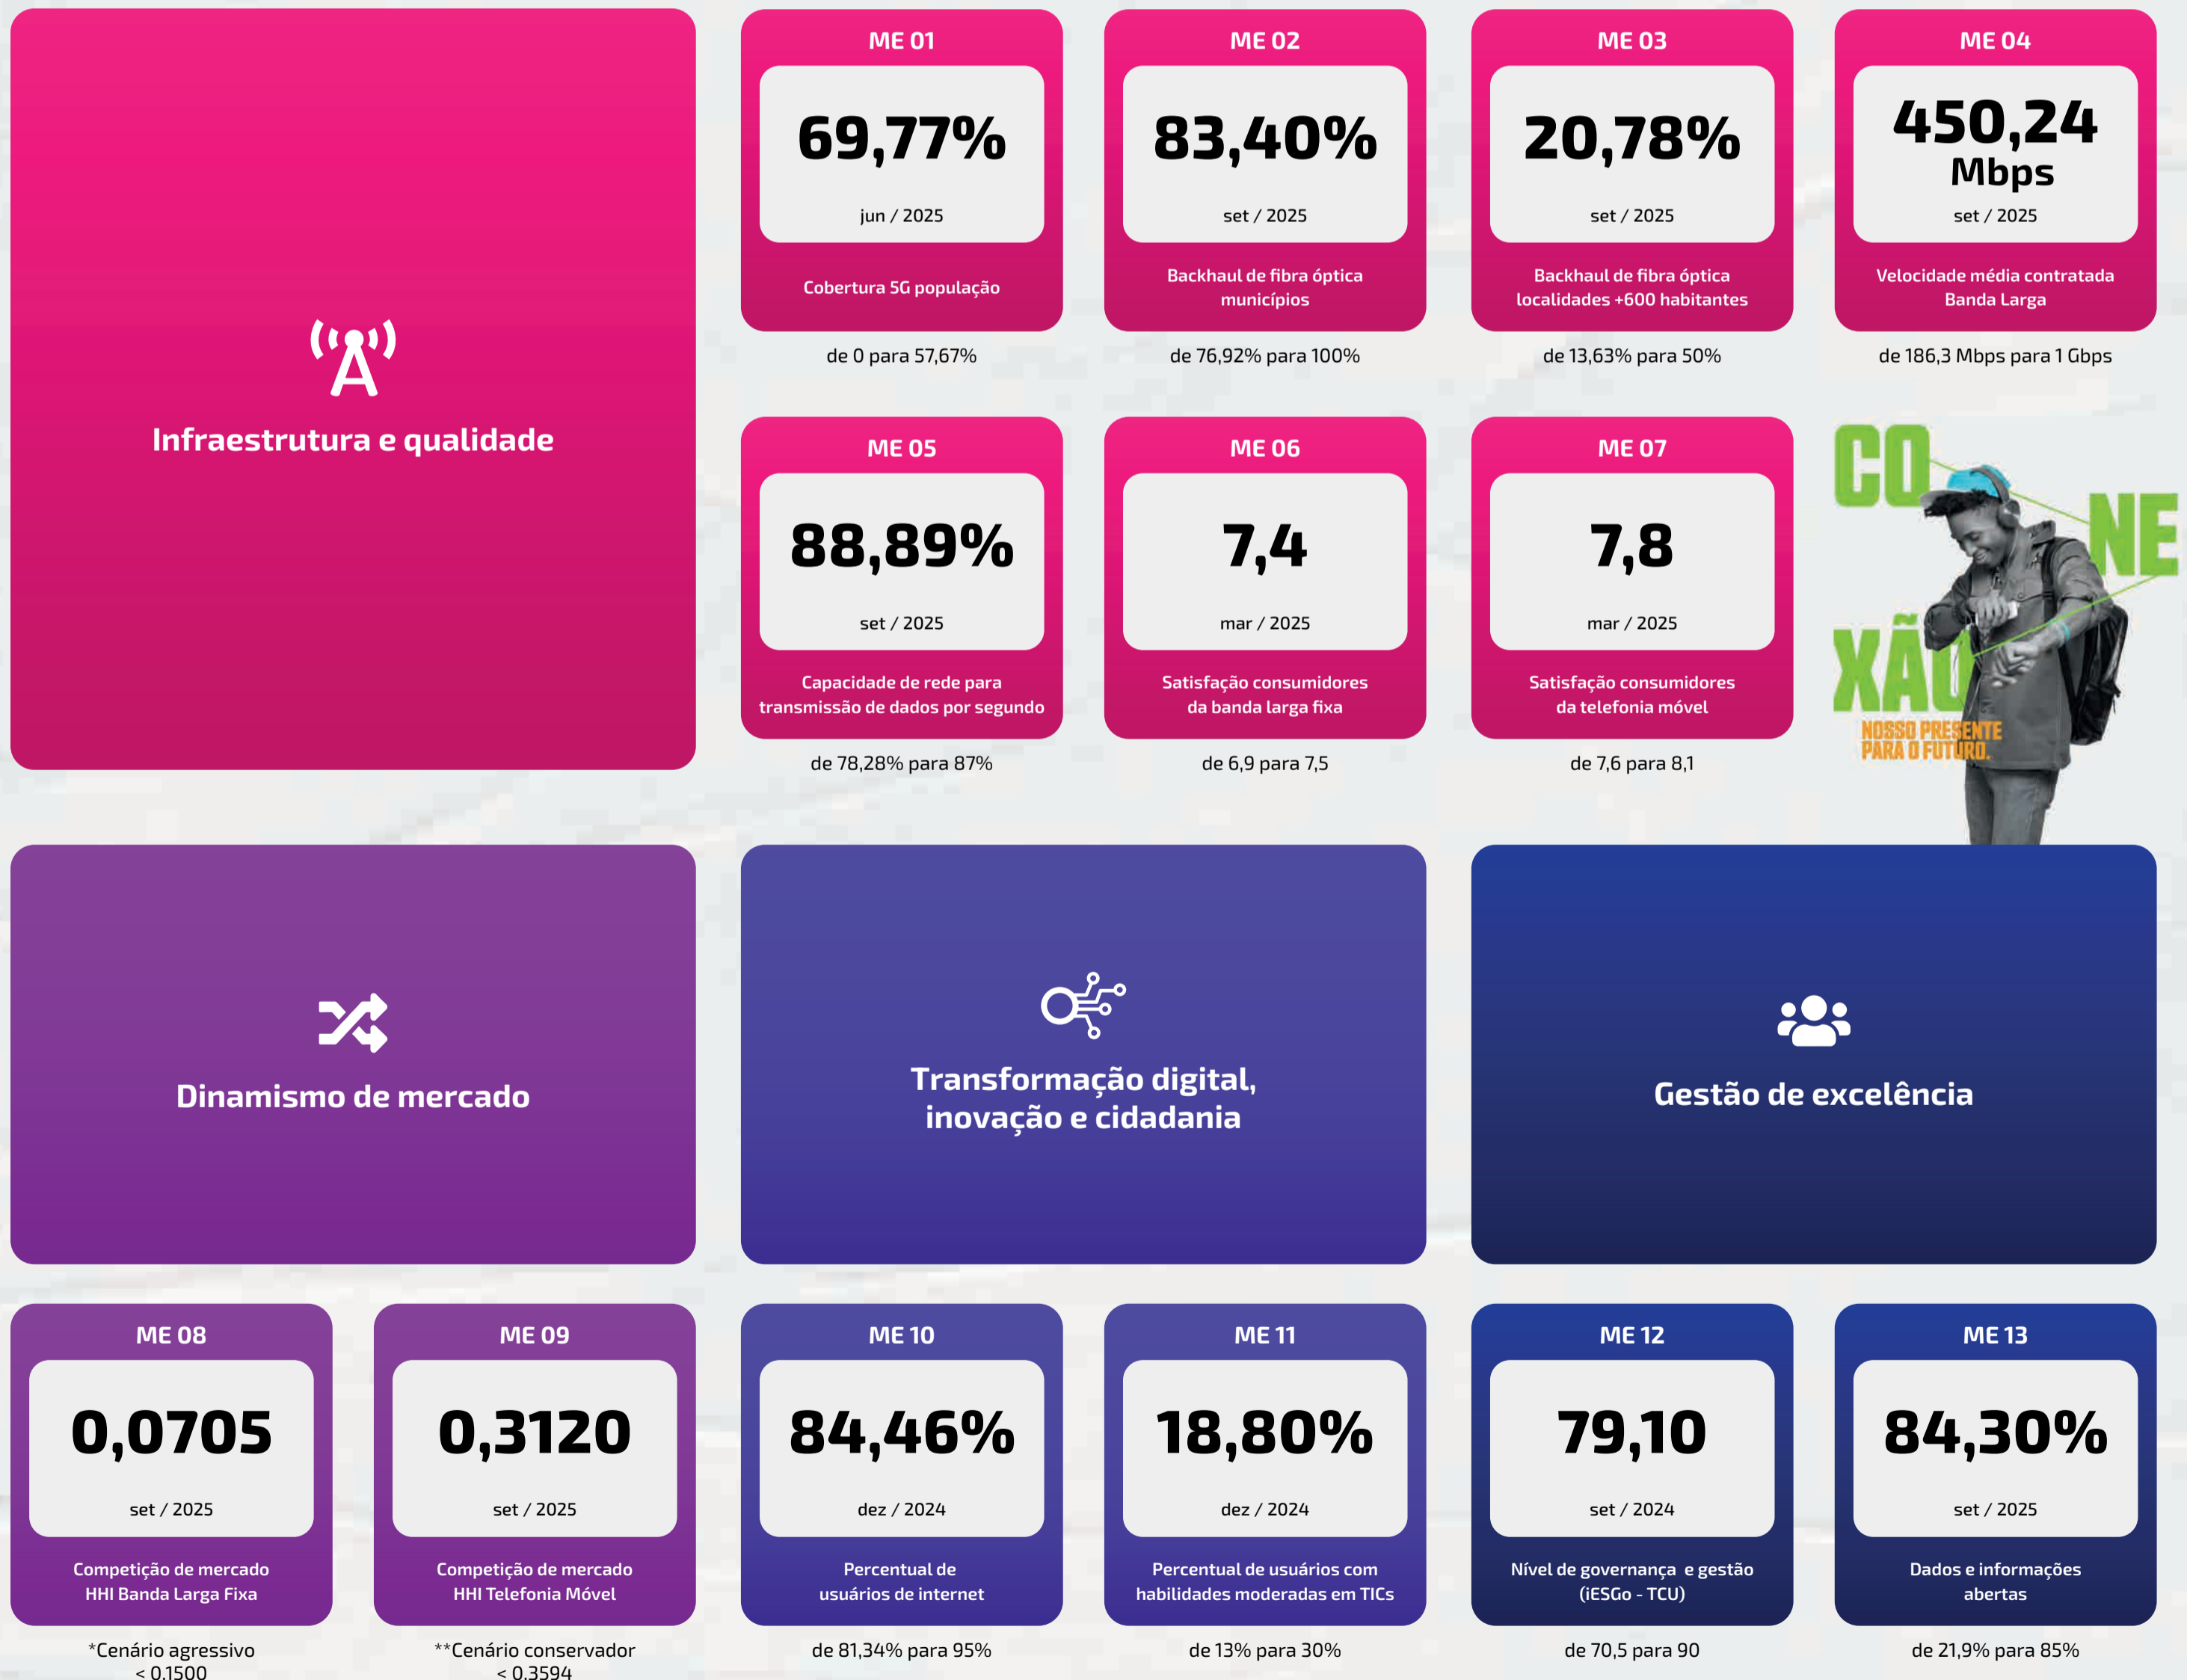 Infraestrutura e qualidade
ME 01
69,77%
jun / 2025
Cobertura 5G população
de 0 para 57,67%
ME 02
83,40%
set / 2025
Backhaul de fibra óptica
municípios
de 76,92% para 100%
ME 03
20,78%
set / 2025
Backhaul de fibra óptica
localidades +600 habitantes
de 13,63% para 50%
ME 04
450,24
Mbps
set / 2025
Velocidade média contratada
Banda Larga
de 186,3 Mbps para 1 Gbps
ME 05
88,89%
set / 2025
Capacidade de rede para
transmissão de dados por segundo
de 78,28% para 87%
ME 06
7,4
mar / 2025
Satisfação consumidores
da banda larga fixa
de 6,9 para 7,5
ME 07
7,8
mar / 2025
Satisfação consumidores
da telefonia móvel
de 7,6 para 8,1
CO
NE
XÃO
NOSSO PRESENTE
PARA O FUTURO.
Dinamismo de mercado
Transformação digital,
inovação e cidadania
Gestão de excelência
ME 08
0,0705
set / 2025
Competição de mercado
HHI Banda Larga Fixa
*Cenário agressivo
< 0,1500
ME 09
0,3120
set / 2025
Competição de mercado
HHI Telefonia Móvel
**Cenário conservador
< 0,3594
ME 10
84,46%
dez / 2024
Percentual de
usuários de internet
de 81,34% para 95%
ME 11
18,80%
dez / 2024
Percentual de usuários com
habilidades moderadas em TICs
de 13% para 30%
ME 12
79,10
set / 2024
Nível de governança e gestão
(iESGo - TCU)
de 70,5 para 90
ME 13
84,30%
set / 2025
Dados e informações
abertas
de 21,9% para 85%